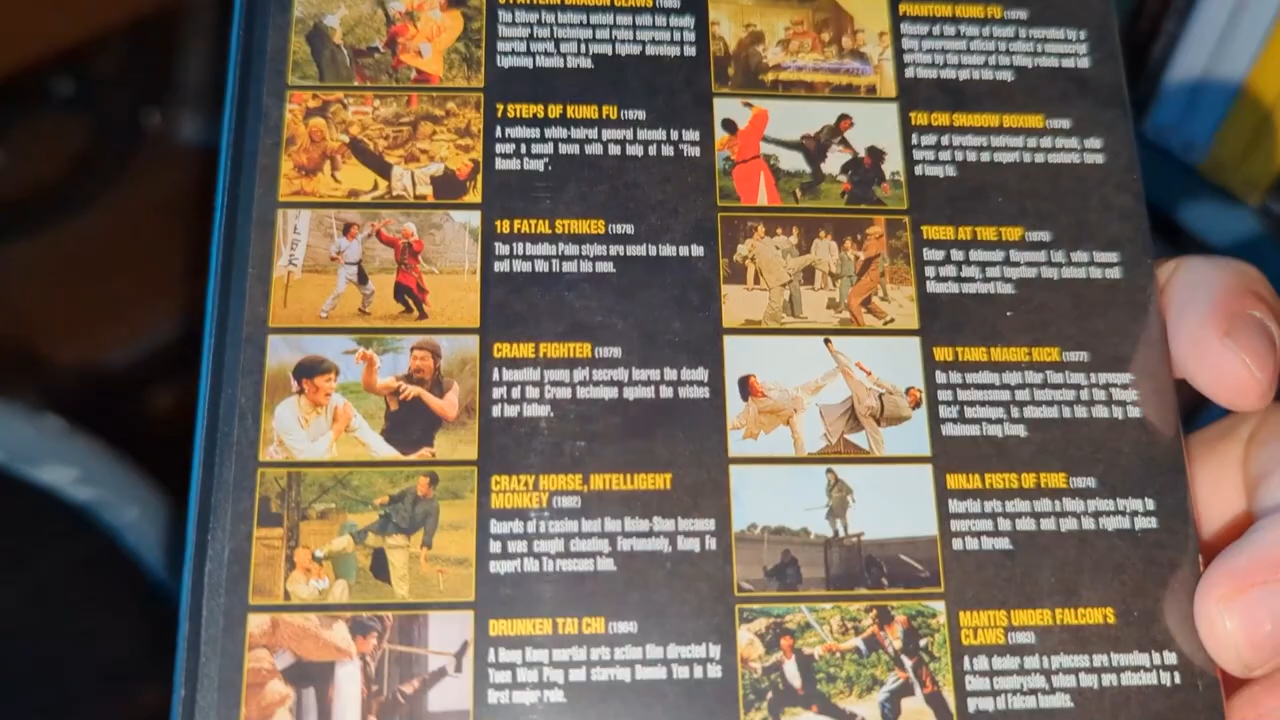 8 PATTERN DRAGON CLAWS (1983)
The Silver Fox batters untold men with his deadly
Thunder Foot Technique and rules supreme in the
martial world, until a young fighter develops the
Lightning Mantis Strike.
7 STEPS OF KUNG FU (1979)
A ruthless white-haired general intends to take
over a small town with the help of his "Five
Hands Gang".
18 FATAL STRIKES (1978)
The 18 Buddha Palm styles are used to take on the
evil Wen Wu Ti and his men.
CRANE FIGHTER (1979)
A beautiful young girl secretly learns the deadly
art of the Crane technique against the wishes
of her father.
CRAZY HORSE, INTELLIGENT
MONKEY (1982)
Guards of a casino beat Hou Hsiae-Shan because
he was caught cheating. Fortunately, Kung Fu
expert Ma Ta rescues him.
DRUNKEN TAI CHI (1984)
A Hong Kong martial arts action film directed by
Yuen Woo Ping and starring Donnie Yen in his
first major role.
PHANTOM KUNG FU (1979)
Master of the 'Palm of Death' is recruited by a
Qing government official to collect a manuscript
written by the leader of the Ming rebels and kill
all those who get in his way.
TAI CHI SHADOW BOXING (1979)
A pair of brothers befriend an old drunk, who
turns out to be an expert in an esoteric form
of kung fu.
TIGER AT THE TOP (1975)
Enter the detionair Raymond Lui, who teams
up with Judy, and together they defeat the evil
Manchu warlord Kan.
WU TANG MAGIC KICK (1977)
On his wedding night Mar Tien Lang, a prosper-
ous businessman and instructor of the 'Magic
Kick' technique, is attacked in his villa by the
villainous Fang Kang.
NINJA FISTS OF FIRE (1974)
Martial arts action with a Ninja prince trying to
overcome the odds and gain his rightful place
on the throne.
MANTIS UNDER FALCON'S
CLAWS (1983)
A silk dealer and a princess are traveling in the
China countryside, when they are attacked by a
group of Falcon bandits.